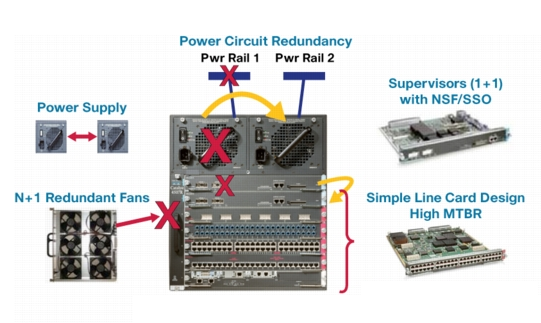 Power Circuit Redundancy
Pwr Rail 1 Pwr Rail 2
Power Supply
Supervisors (1+1)
with NSF/SSO
N+1 Redundant Fans
Simple Line Card Design
High MTBR